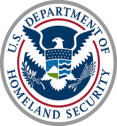 U.S. DEPARTMENT OF
HOMELAND SECURITY